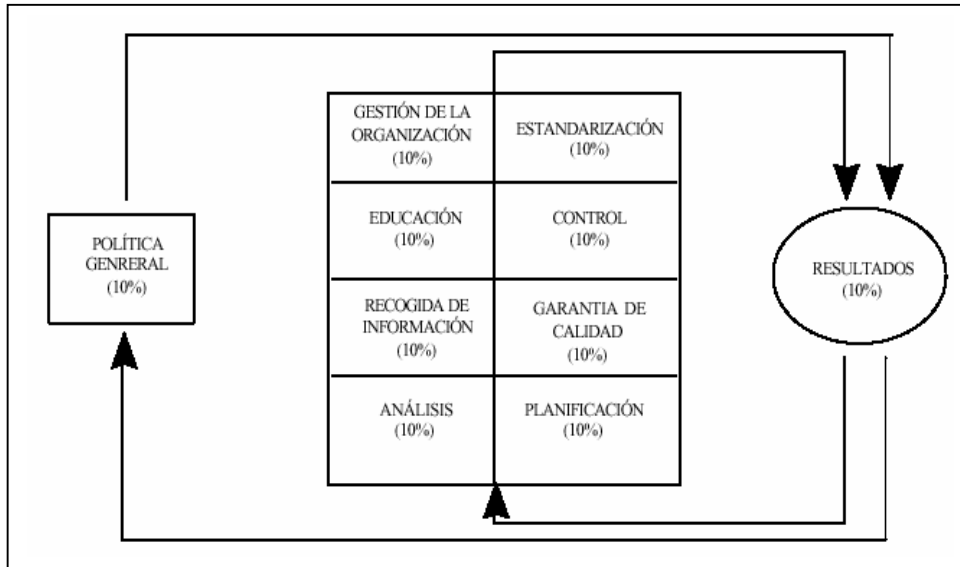 GESTIÓN DE LA
ORGANIZACIÓN
(10%)
ESTANDARIZACIÓN
(10%)
EDUCACIÓN
(10%)
CONTROL
(10%)
POLÍTICA
GENRERAL
(10%)
RESULTADOS
(10%)
RECOGIDA DE
INFORMACIÓN
(10%)
GARANTIA DE
CALIDAD
(10%)
ANÁLISIS
(10%)
PLANIFICACIÓN
(10%)